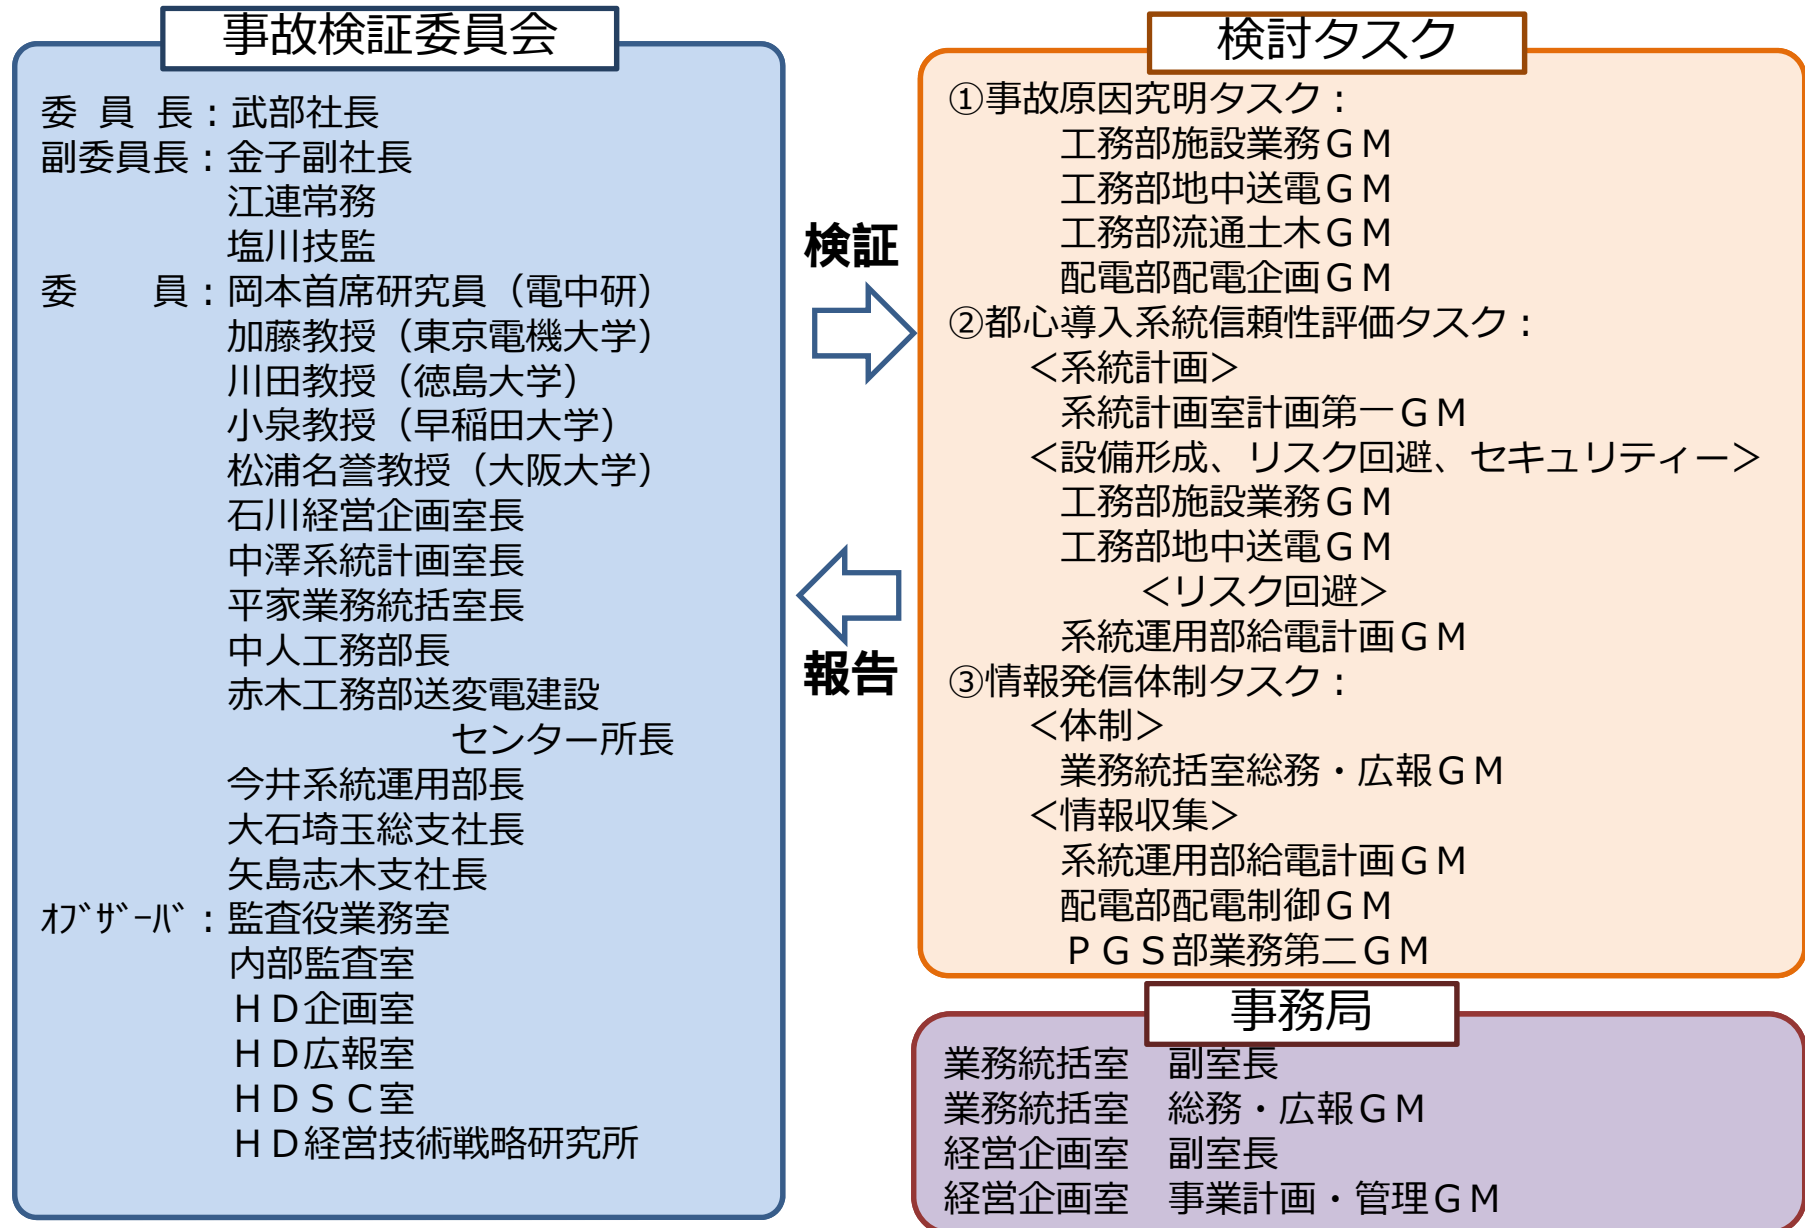 事故検証委員会
委 員 長：武部社長
副委員長：金子副社長
江連常務
塩川技監
委　　員：岡本首席研究員（電中研）
加藤教授（東京電機大学）
川田教授（徳島大学）
小泉教授（早稲田大学）
松浦名誉教授（大阪大学）
石川経営企画室長
中澤系統計画室長
平家業務統括室長
中人工務部長
赤木工務部送変電建設
センター所長
今井系統運用部長
大石埼玉総支社長
矢島志木支社長
ｵﾌﾞｻﾞｰﾊﾞ：監査役業務室
内部監査室
ＨＤ企画室
ＨＤ広報室
ＨＤＳＣ室
ＨＤ経営技術戦略研究所
検証
報告
検討タスク
①事故原因究明タスク：
工務部施設業務ＧＭ
工務部地中送電ＧＭ
工務部流通土木ＧＭ
配電部配電企画ＧＭ
②都心導入系統信頼性評価タスク：
＜系統計画＞
系統計画室計画第一ＧＭ
＜設備形成、リスク回避、セキュリティー＞
工務部施設業務ＧＭ
工務部地中送電ＧＭ
＜リスク回避＞
系統運用部給電計画ＧＭ
③情報発信体制タスク：
＜体制＞
業務統括室総務・広報ＧＭ
＜情報収集＞
系統運用部給電計画ＧＭ
配電部配電制御ＧＭ
ＰＧＳ部業務第二ＧＭ
事務局
業務統括室　副室長
業務統括室　総務・広報ＧＭ
経営企画室　副室長
経営企画室　事業計画・管理ＧＭ